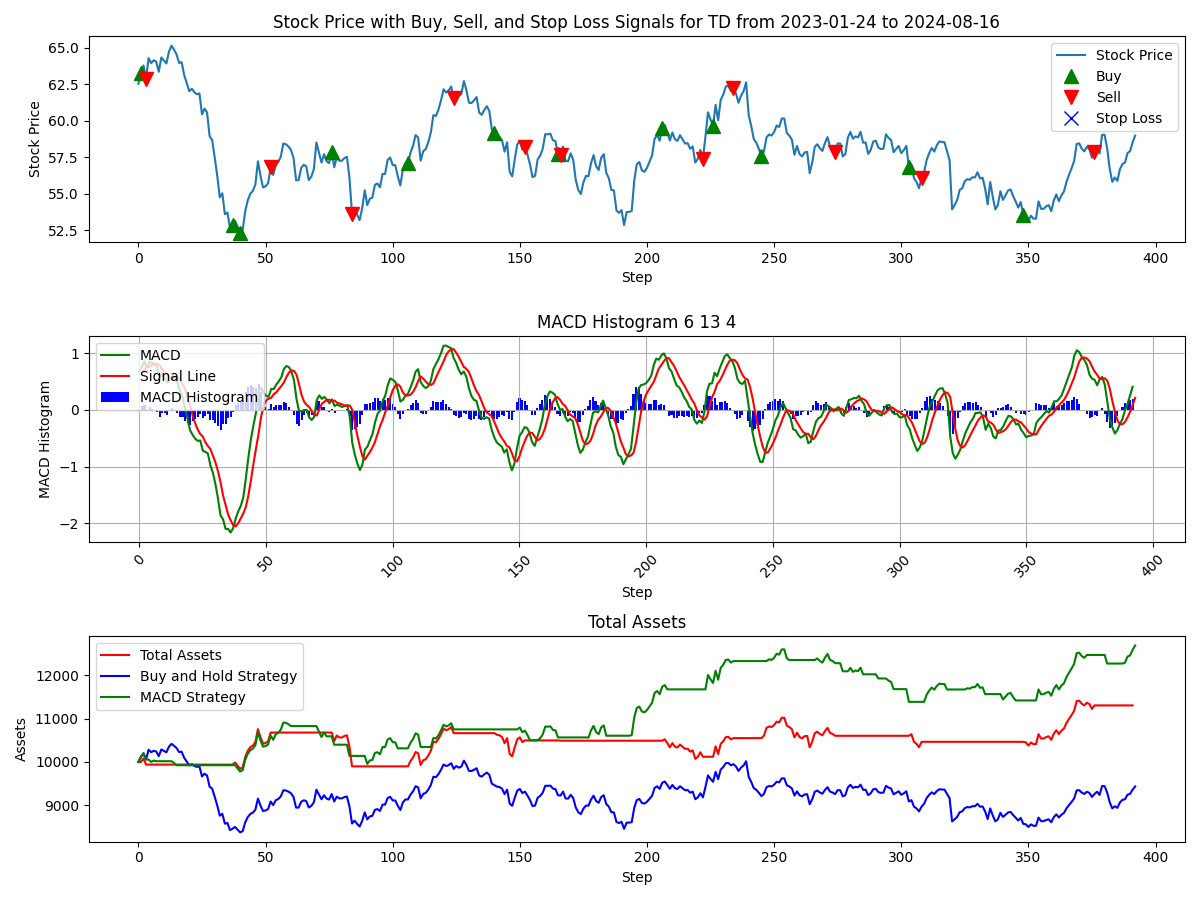 Stock Price with Buy, Sell, and Stop Loss Signals for TD from 2023-01-24 to 2024-08-16
65.0
62.5
60.0
57.5
55.0
52.5
Stock Price
Stock Price
Buy
Sell
Stop Loss
0 50 100 150 200 250 300 350 400
Step
MACD Histogram 6 13 4
1
0
−1
−2
MACD Histogram
MACD
Signal Line
MACD Histogram
0 50 100 150 200 250 300 350 400
Step
Total Assets
12000
11000
10000
9000
Assets
Total Assets
Buy and Hold Strategy
MACD Strategy
0 50 100 150 200 250 300 350 400
Step